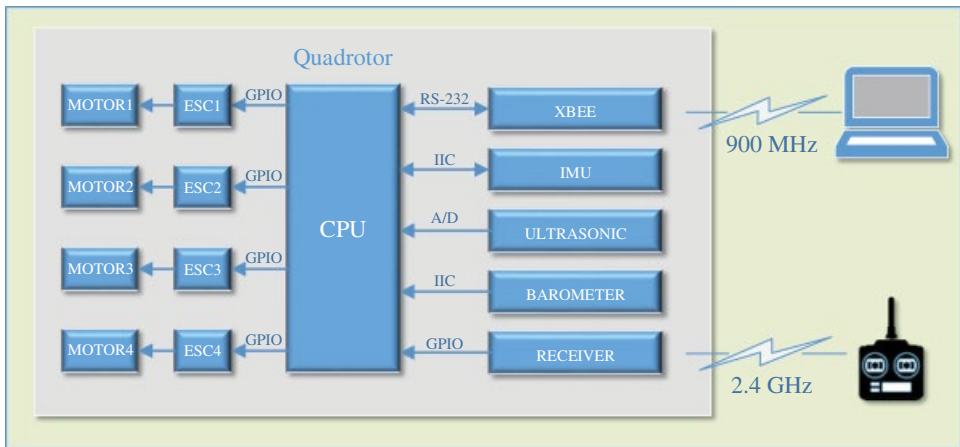 Quadrotor
MOTOR1 ESC1 GPIO RS-232 XBEE
900 MHz
MOTOR2 ESC2 GPIO IIC IMU
CPU
A/D ULTRASONIC
MOTOR3 ESC3 GPIO IIC BAROMETER
MOTOR4 ESC4 GPIO GPIO RECEIVER
2.4 GHz